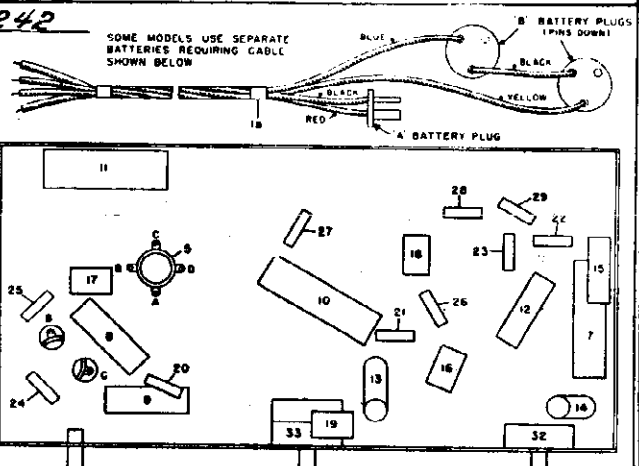 242
SOME MODELS USE SEPARATE
BATTERIES REQUIRING CABLE
SHOWN BELOW
BLUE
"B" BATTERY PLUGS
(PINS DOWN)
BLACK
BLACK
YELLOW
RED
"A" BATTERY PLUG
11
C
5
B
D
A
17
25
8
24
G
20
9
27
10
18
28
29
22
23
15
7
12
26
21
16
13
14
19
33
32